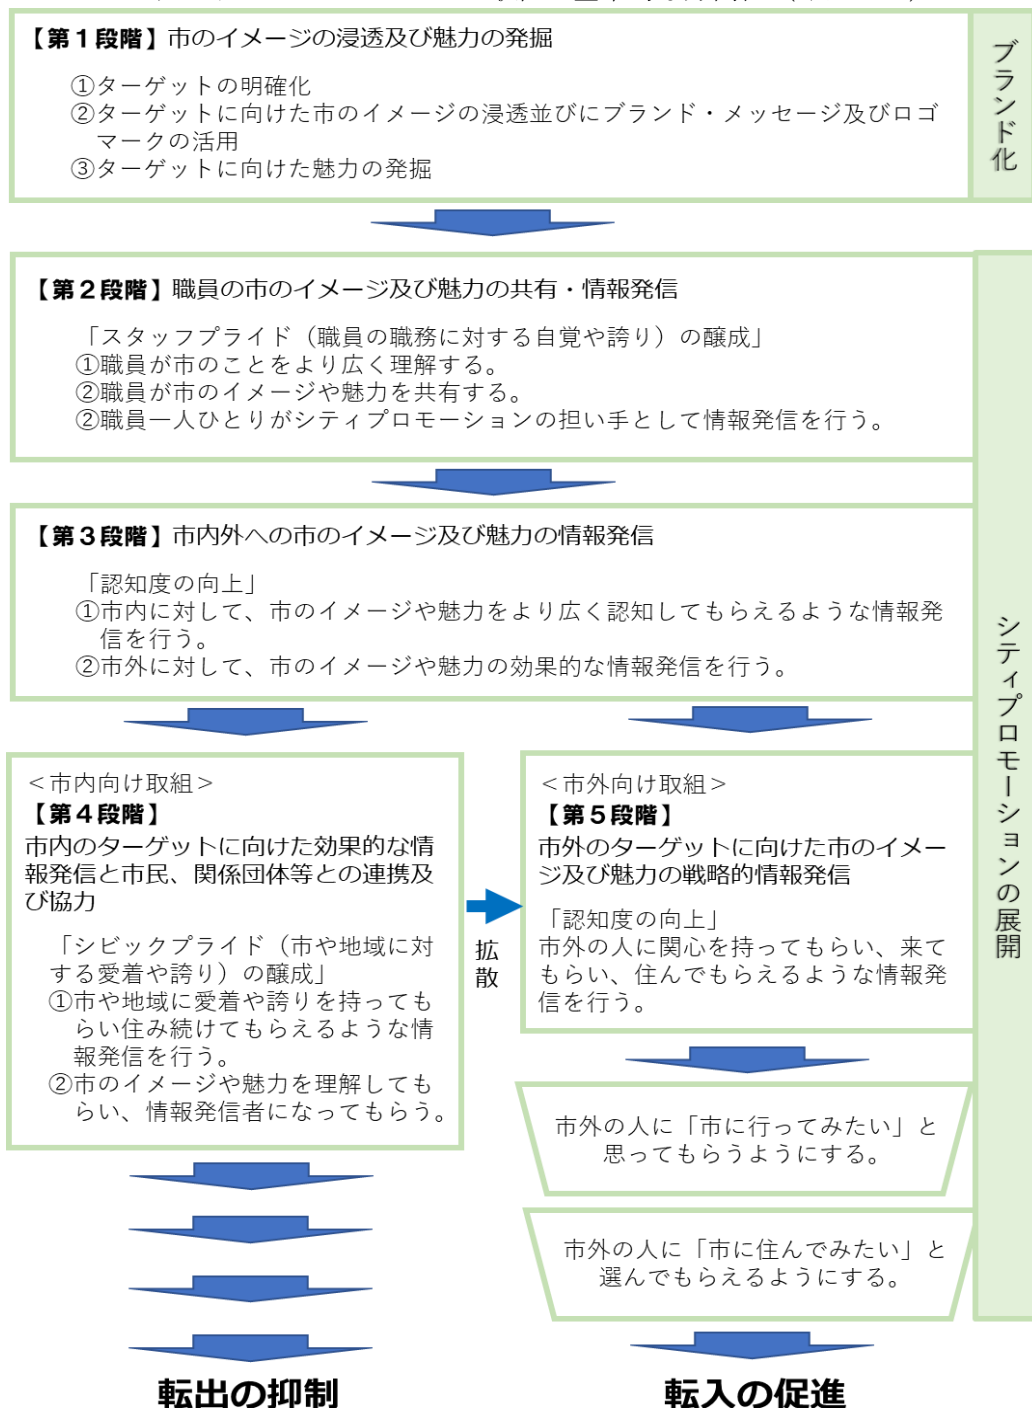 【第１段階】市のイメージの浸透及び魅力の発掘
①ターゲットの明確化
②ターゲットに向けた市のイメージの浸透並びにブランド・メッセージ及びロゴ
マークの活用
③ターゲットに向けた魅力の発掘
ブランド化
【第２段階】職員の市のイメージ及び魅力の共有・情報発信
「スタッフプライド（職員の職務に対する自覚や誇り）の醸成」
①職員が市のことをより広く理解する。
②職員が市のイメージや魅力を共有する。
②職員一人ひとりがシティプロモーションの担い手として情報発信を行う。
【第３段階】市内外への市のイメージ及び魅力の情報発信
「認知度の向上」
①市内に対して、市のイメージや魅力をより広く認知してもらえるような情報発
信を行う。
②市外に対して、市のイメージや魅力の効果的な情報発信を行う。
シティプロモーションの展開
＜市内向け取組＞
【第４段階】
市内のターゲットに向けた効果的な情
報発信と市民、関係団体等との連携及
び協力
「シビックプライド（市や地域に対
する愛着や誇り）の醸成」
①市や地域に愛着や誇りを持っても
らい住み続けてもらえるような情
報発信を行う。
②市のイメージや魅力を理解しても
らい、情報発信者になってもらう。
拡散
＜市外向け取組＞
【第５段階】
市外のターゲットに向けた市のイメー
ジ及び魅力の戦略的情報発信
「認知度の向上」
市外の人に関心を持ってもらい、来て
もらい、住んでもらえるような情報発
信を行う。
市外の人に「市に行ってみたい」と
思ってもらうようにする。
市外の人に「市に住んでみたい」と
選んでもらえるようにする。
転出の抑制
転入の促進